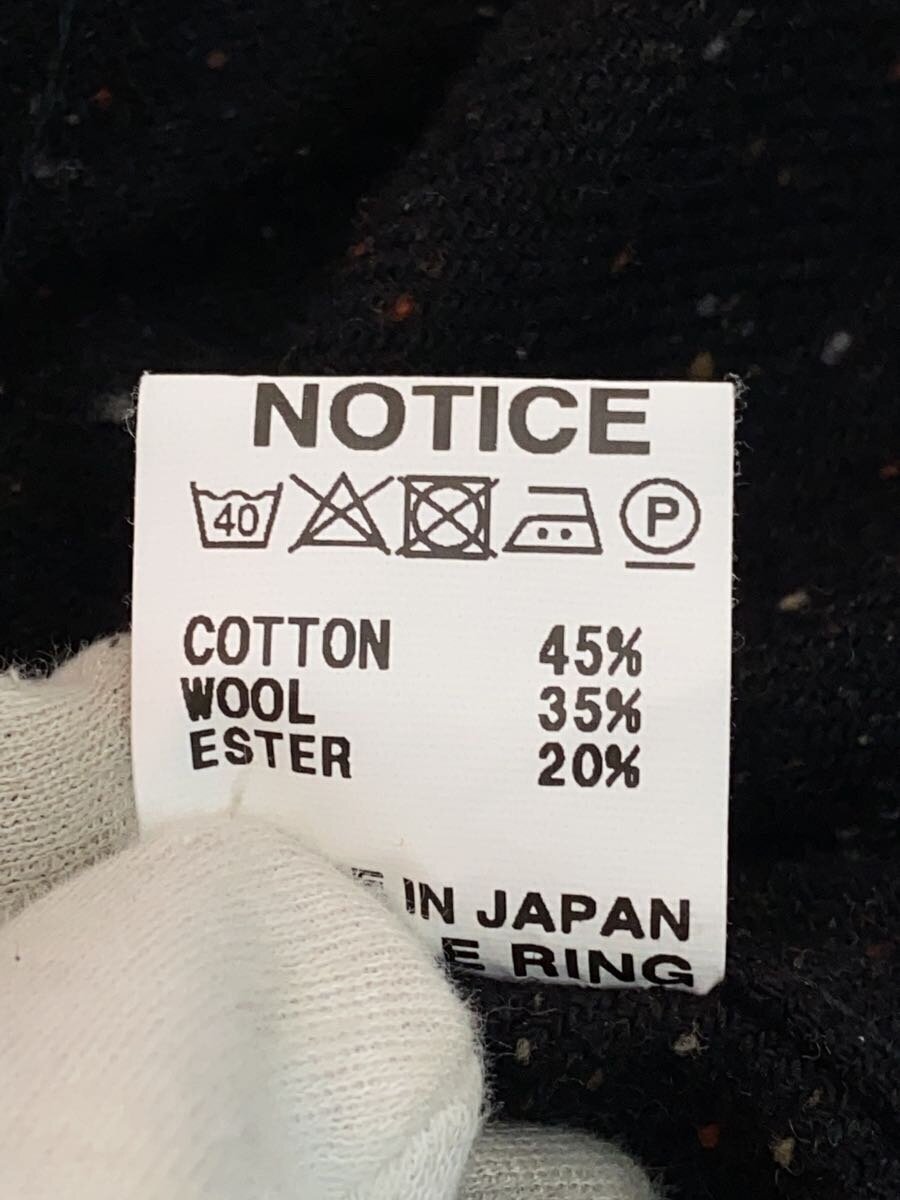 NOTICE
40
P
COTTON 45%
WOOL 35%
ESTER 20%
IN JAPAN
RING